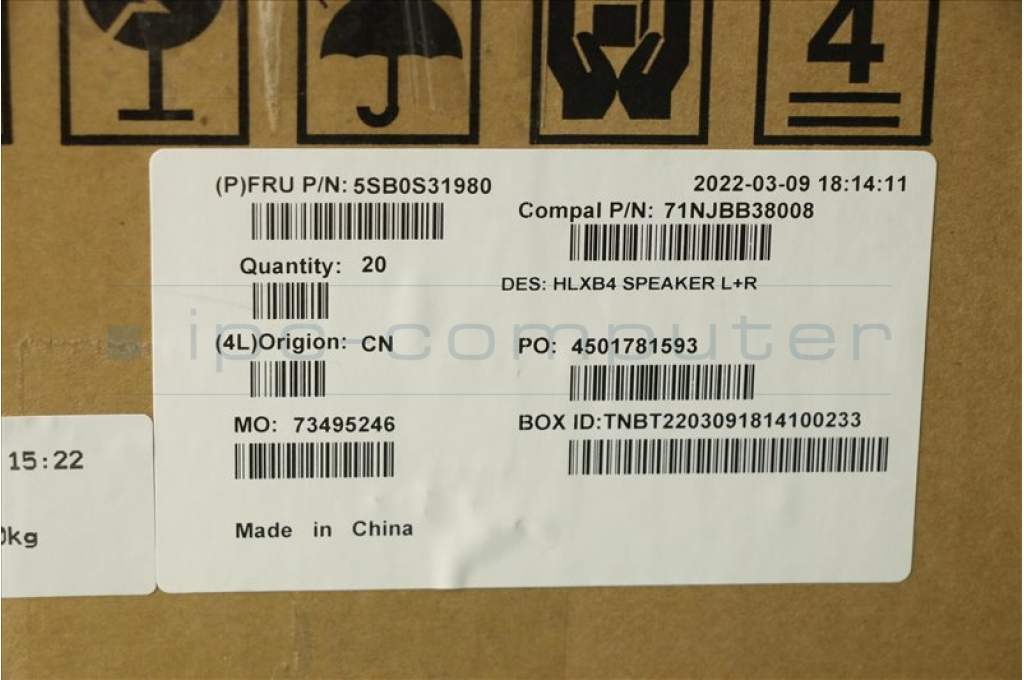 4
(P)FRU P/N: 5SB0S31980
2022-03-09 18:14:11
Compal P/N: 71NJBB38008
Quantity: 20
DES: HLXB4 SPEAKER L+R
ipc-computer
(4L)Origion: CN
PO: 4501781593
MO: 73495246
BOX ID:TNBT2203091814100233
15:22
kg
Made in China